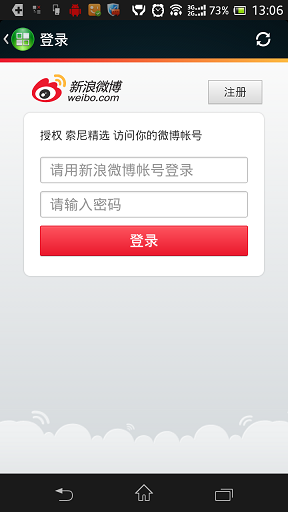 3G 2G 73% 13:06
登录
新浪微博
weibo.com
注册
授权 索尼精选 访问你的微博帐号
请用新浪微博帐号登录
请输入密码
登录